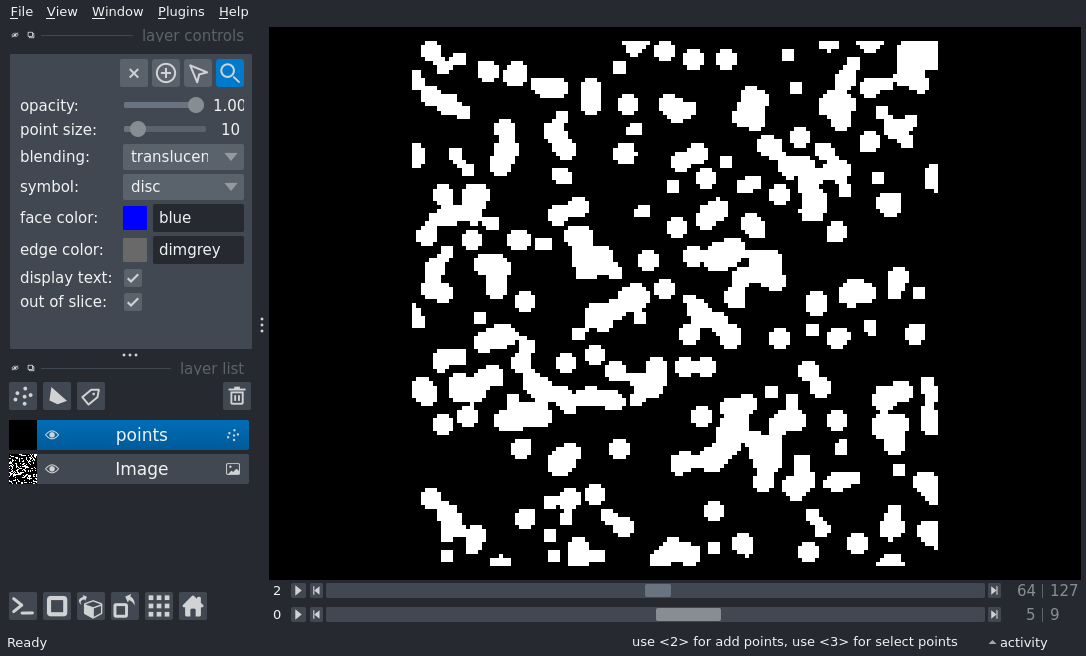 File View Window Plugins Help
layer controls
opacity: 1.00
point size: 10
blending: translucen
symbol: disc
face color: blue
edge color: dimgrey
display text:
out of slice:
layer list
points
Image
2 64 | 127
0 5 | 9
Ready use <2> for add points, use <3> for select points activity